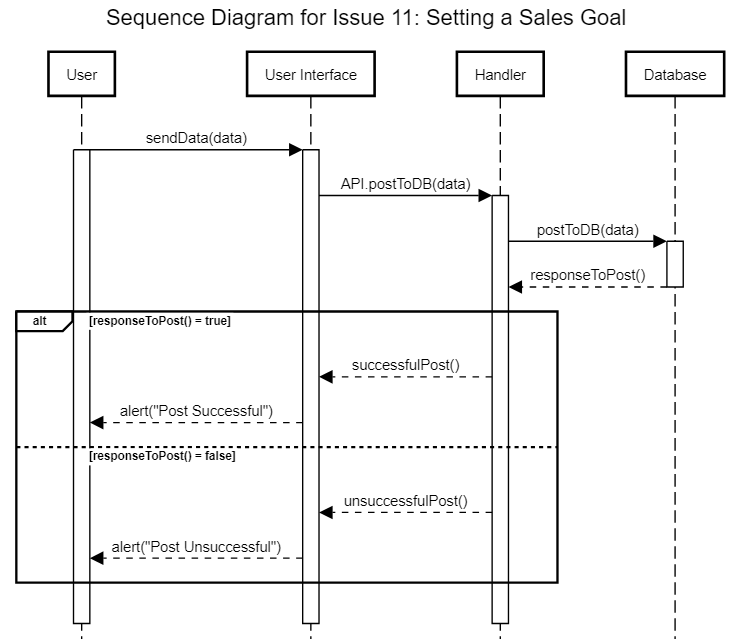 Sequence Diagram for Issue 11: Setting a Sales Goal
User
User Interface
Handler
Database
sendData(data)
API.postToDB(data)
postToDB(data)
responseToPost()
alt
[responseToPost() = true]
successfulPost()
alert("Post Successful")
[responseToPost() = false]
unsuccessfulPost()
alert("Post Unsuccessful")